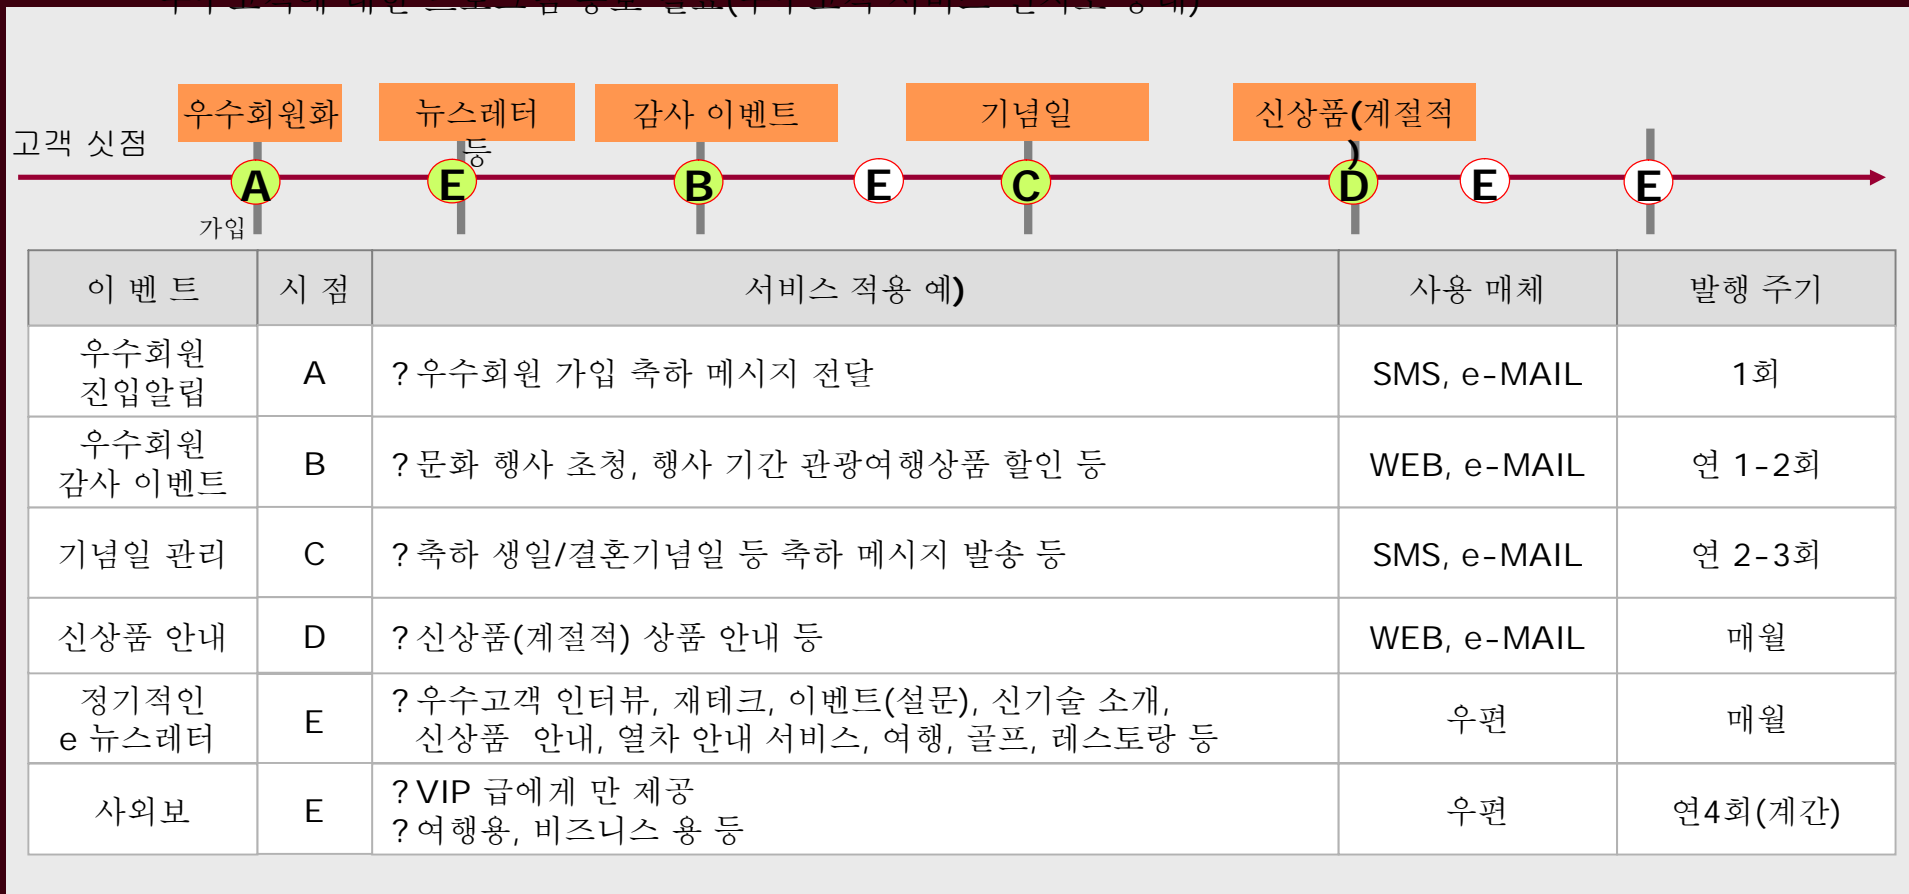 우수회원화
뉴스레터
등
감사 이벤트
기념일
신상품(계절적
)
고객 싯점
A
E
B
E
C
D
E
E
가입
이 벤 트 시 점 서비스 적용 예) 사용 매체 발행 주기
우수회원
진입알립
A
?우수회원 가입 축하 메시지 전달
SMS, e-MAIL
1회
우수회원
감사 이벤트
B
?문화 행사 초청, 행사 기간 관광여행상품 할인 등
WEB, e-MAIL
연 1-2회
기념일 관리
C
?축하 생일/결혼기념일 등 축하 메시지 발송 등
SMS, e-MAIL
연 2-3회
신상품 안내
D
?신상품(계절적) 상품 안내 등
WEB, e-MAIL
매월
정기적인
e 뉴스레터
E
?우수고객 인터뷰, 재테크, 이벤트(설문), 신기술 소개,
신상품 안내, 열차 안내 서비스, 여행, 골프, 레스토랑 등
우편
매월
사외보
E
?VIP 급에게 만 제공
?여행용, 비즈니스 용 등
우편
연4회(계간)